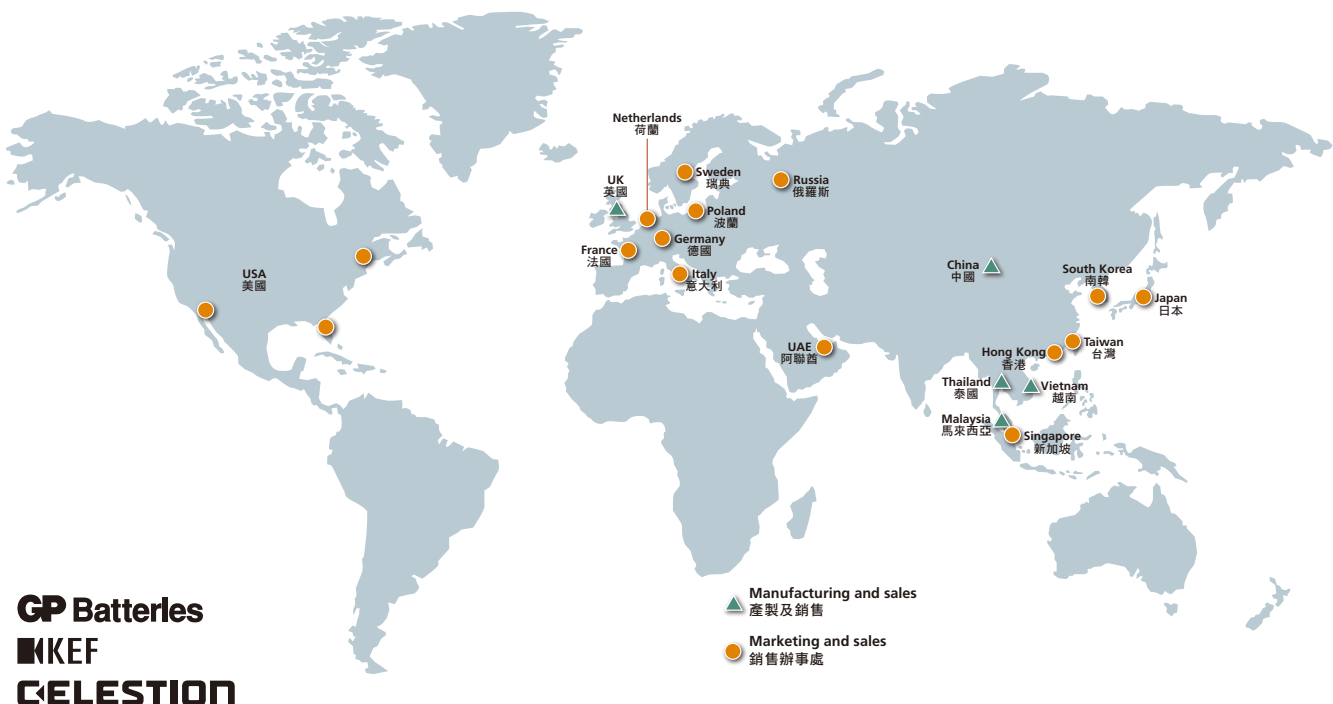 Netherlands
荷蘭
Sweden
瑞典
Russia
俄羅斯
UK
英國
Poland
波蘭
Germany
德國
France
法國
Italy
意大利
USA
美國
China
中國
South Korea
南韓
Japan
日本
UAE
阿聯酋
Hong Kong
香港
Taiwan
台灣
Thailand
泰國
Vietnam
越南
Malaysia
馬來西亞
Singapore
新加坡
Manufacturing and sales
產製及銷售
Marketing and sales
銷售辦事處
GP Batteries
KEF
CELESTION